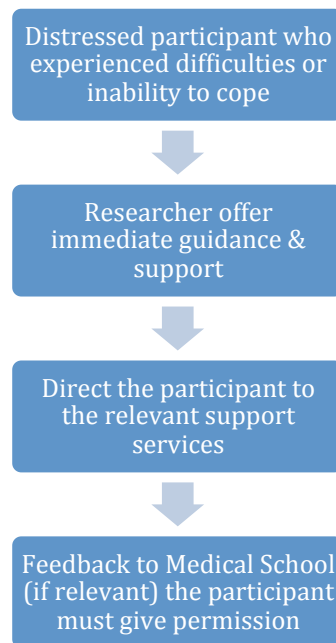 Distressed participant who
experienced difficulties or
inability to cope
Researcher offer
immediate guidance &
support
Direct the participant to
the relevant support
services
Feedback to Medical School
(if relevant) the participant
must give permission